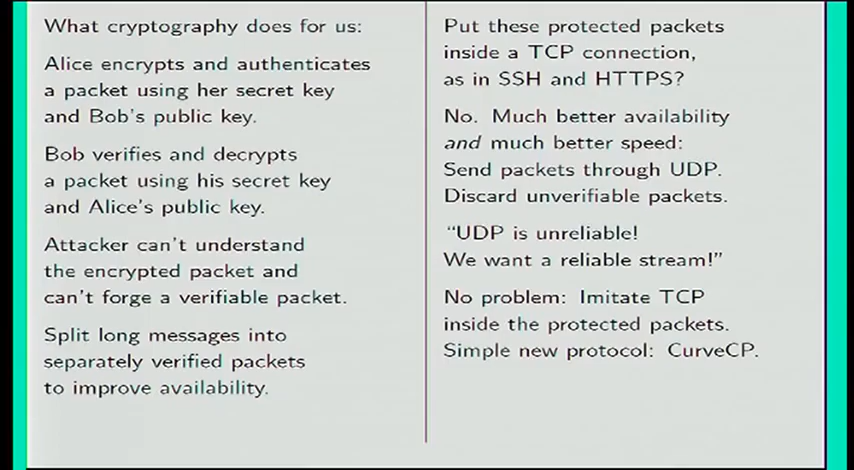 What cryptography does for us:
Alice encrypts and authenticates
a packet using her secret key
and Bob's public key.
Bob verifies and decrypts
a packet using his secret key
and Alice's public key.
Attacker can't understand
the encrypted packet and
can't forge a verifiable packet.
Split long messages into
separately verified packets
to improve availability.
Put these protected packets
inside a TCP connection,
as in SSH and HTTPS?
No. Much better availability
and much better speed:
Send packets through UDP.
Discard unverifiable packets.
“UDP is unreliable!
We want a reliable stream!”
No problem: Imitate TCP
inside the protected packets.
Simple new protocol: CurveCP.